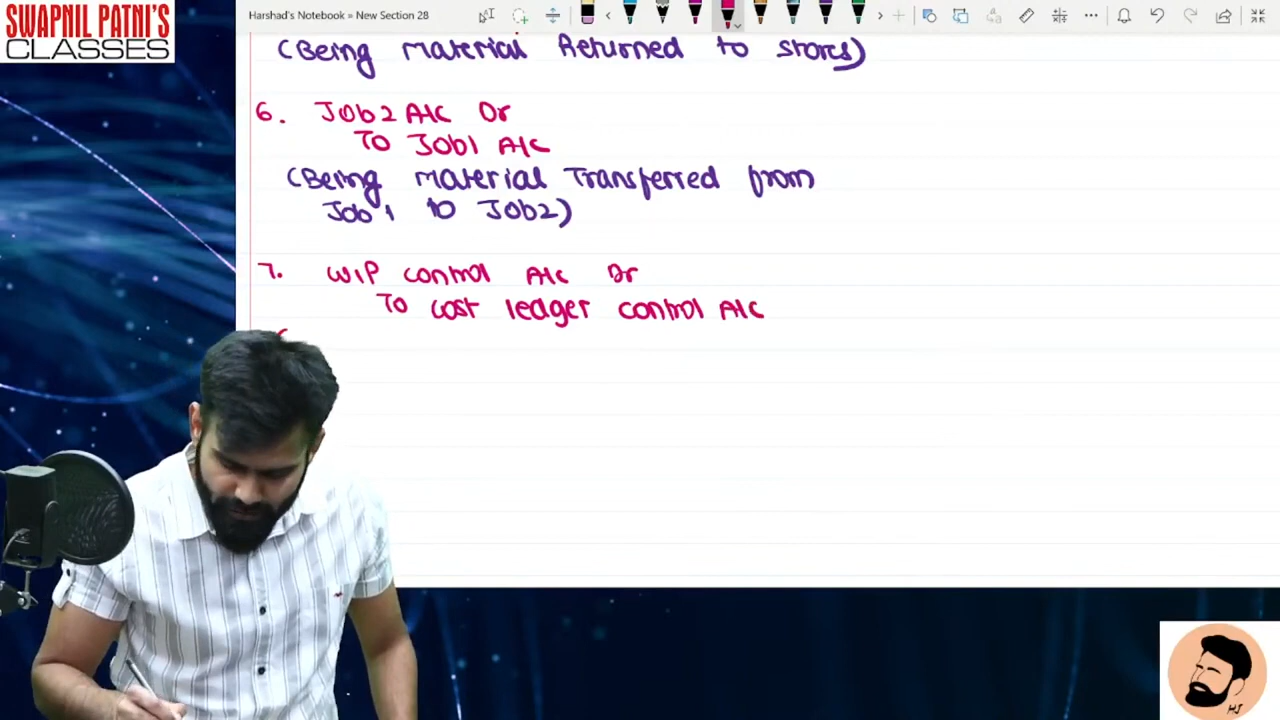 SWAPNIL PATNI'S
CLASSES
Harshad's Notebook » New Section 28
(Being Material Returned to stores)
6. Job2 A/c Dr
To Job1 A/c
(Being Material Transferred from
Job1 to Job2)
7. WIP control A/c Dr
To cost ledger control A/c
HJ